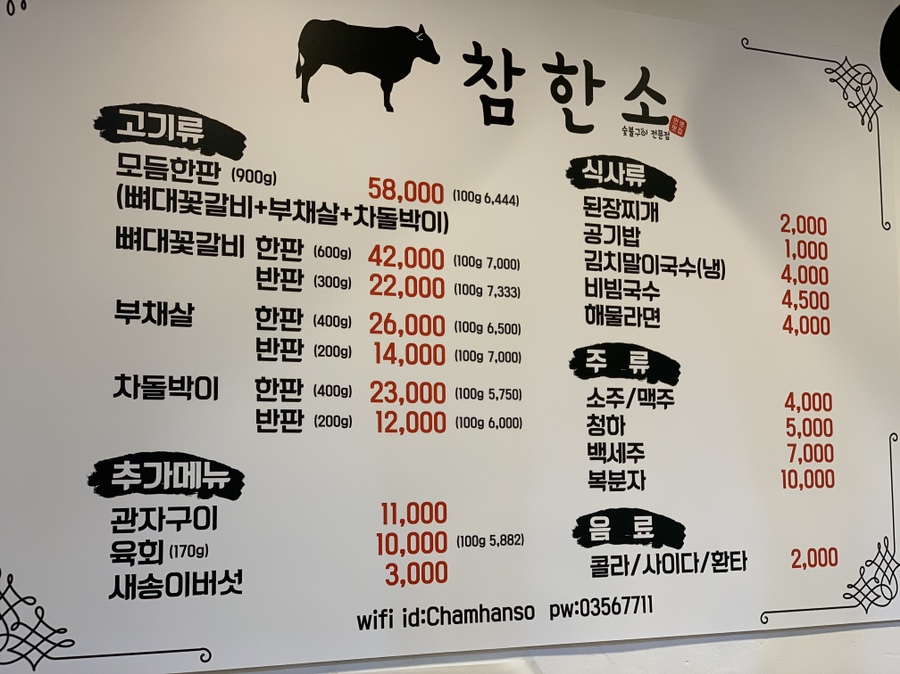 참한소
숯불구이 전문점
고기류
모듬한판 (900g) 58,000 (100g 6,444)
(뼈대꽃갈비+부채살+차돌박이)
뼈대꽃갈비 한판 (600g) 42,000 (100g 7,000)
반판 (300g) 22,000 (100g 7,333)
부채살 한판 (400g) 26,000 (100g 6,500)
반판 (200g) 14,000 (100g 7,000)
차돌박이 한판 (400g) 23,000 (100g 5,750)
반판 (200g) 12,000 (100g 6,000)
추가메뉴
관자구이 11,000
육회 (170g) 10,000 (100g 5,882)
새송이버섯 3,000
식사류
된장찌개 2,000
공기밥 1,000
김치말이국수(냉) 4,000
비빔국수 4,500
해물라면 4,000
주 류
소주/맥주 4,000
청하 5,000
백세주 7,000
복분자 10,000
음 료
콜라/사이다/환타 2,000
wifi id:Chamhanso pw:03567711